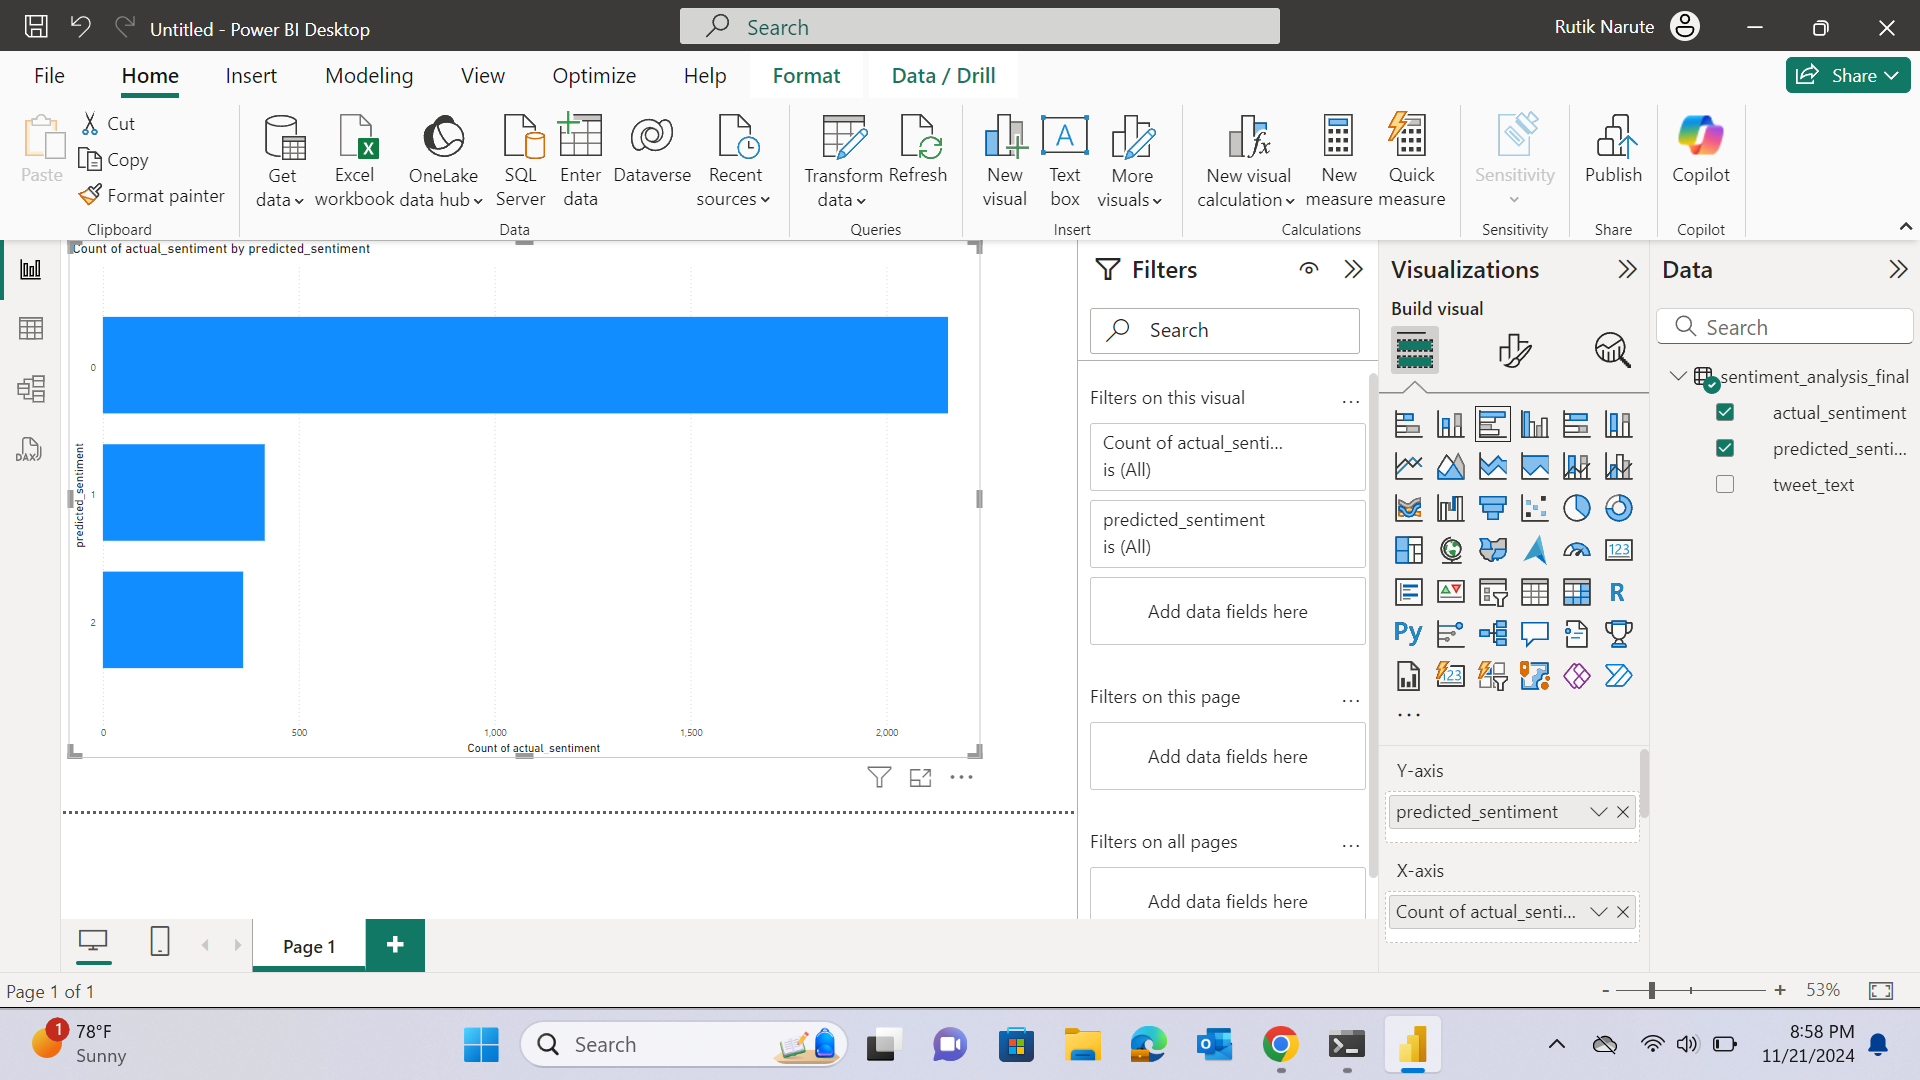 Untitled - Power BI Desktop
Search
Rutik Narute
File
Home
Insert
Modeling
View
Optimize
Help
Format
Data / Drill
Share
Paste
Cut
Copy
Format painter
Clipboard
Get data
Excel workbook
OneLake data hub
SQL Server
Enter data
Dataverse
Recent sources
Data
Transform data
Refresh
Queries
New visual
Text box
More visuals
Insert
New visual calculation
New measure
Quick measure
Calculations
Sensitivity
Sensitivity
Publish
Share
Copilot
Copilot
Count of actual_sentiment by predicted_sentiment
predicted_sentiment
0
1
2
0
500
1,000
1,500
2,000
Count of actual_sentiment
Filters
Search
Filters on this visual
...
Count of actual_senti...
is (All)
predicted_sentiment
is (All)
Add data fields here
Filters on this page
...
Add data fields here
Filters on all pages
...
Add data fields here
Visualizations
Build visual
123
R
Py
123
...
Y-axis
predicted_sentiment
X-axis
Count of actual_senti...
Data
Search
sentiment_analysis_final
actual_sentiment
predicted_senti...
tweet_text
DAX
Page 1
+
Page 1 of 1
-
+
53%
1
78°F
Sunny
Search
8:58 PM
11/21/2024